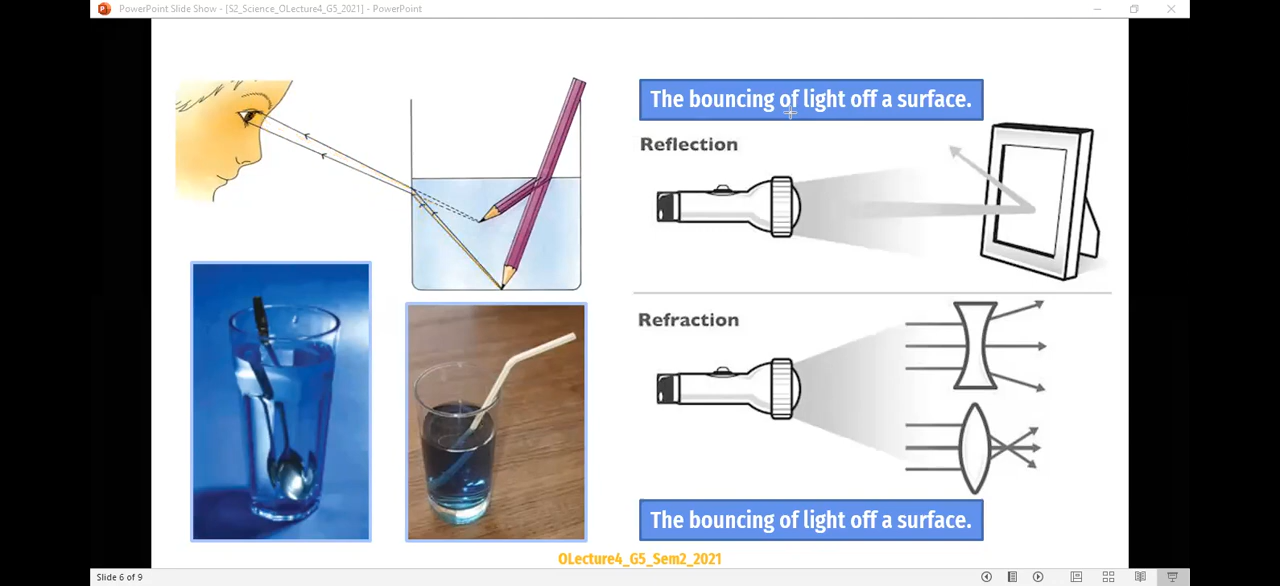 PowerPoint Slide Show - [S2_Science_OLecture4_G5_2021] - PowerPoint
The bouncing of light off a surface.
Reflection
Refraction
The bouncing of light off a surface.
OLecture4_G5_Sem2_2021
Slide 6 of 9